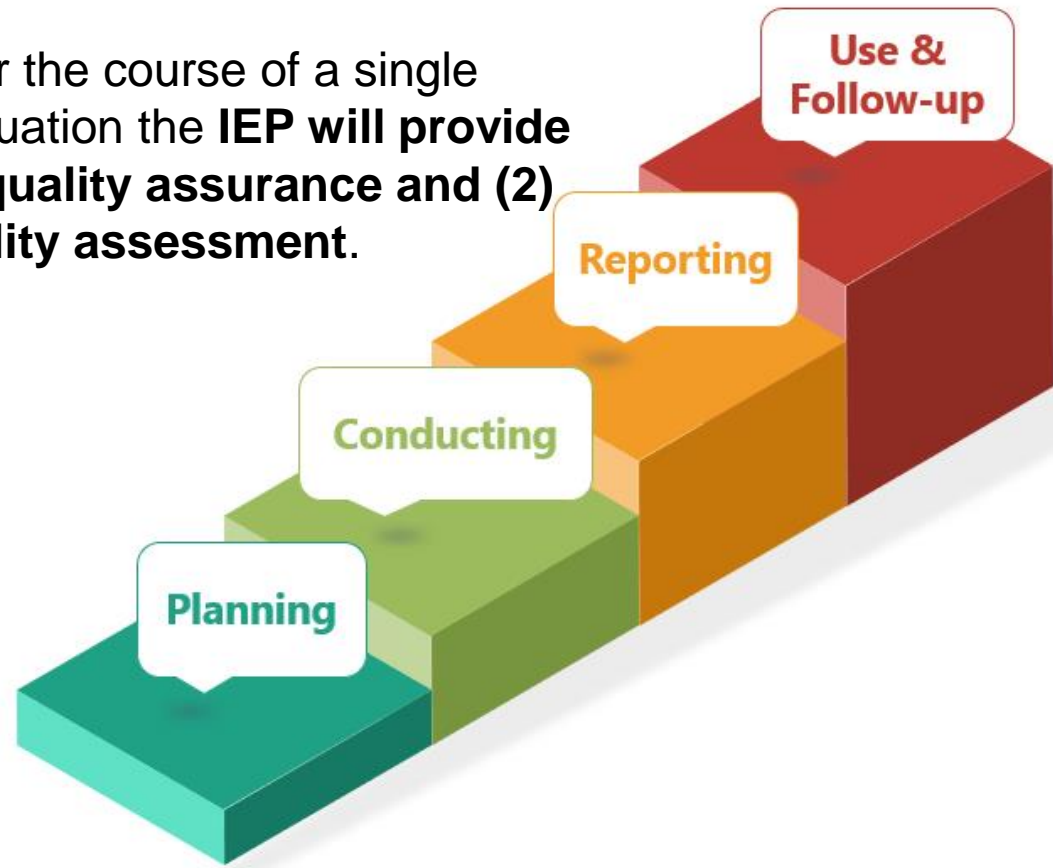 r the course of a single
uation the IEP will provide
quality assurance and (2)
lity assessment.
Use &
Follow-up
Reporting
Conducting
Planning